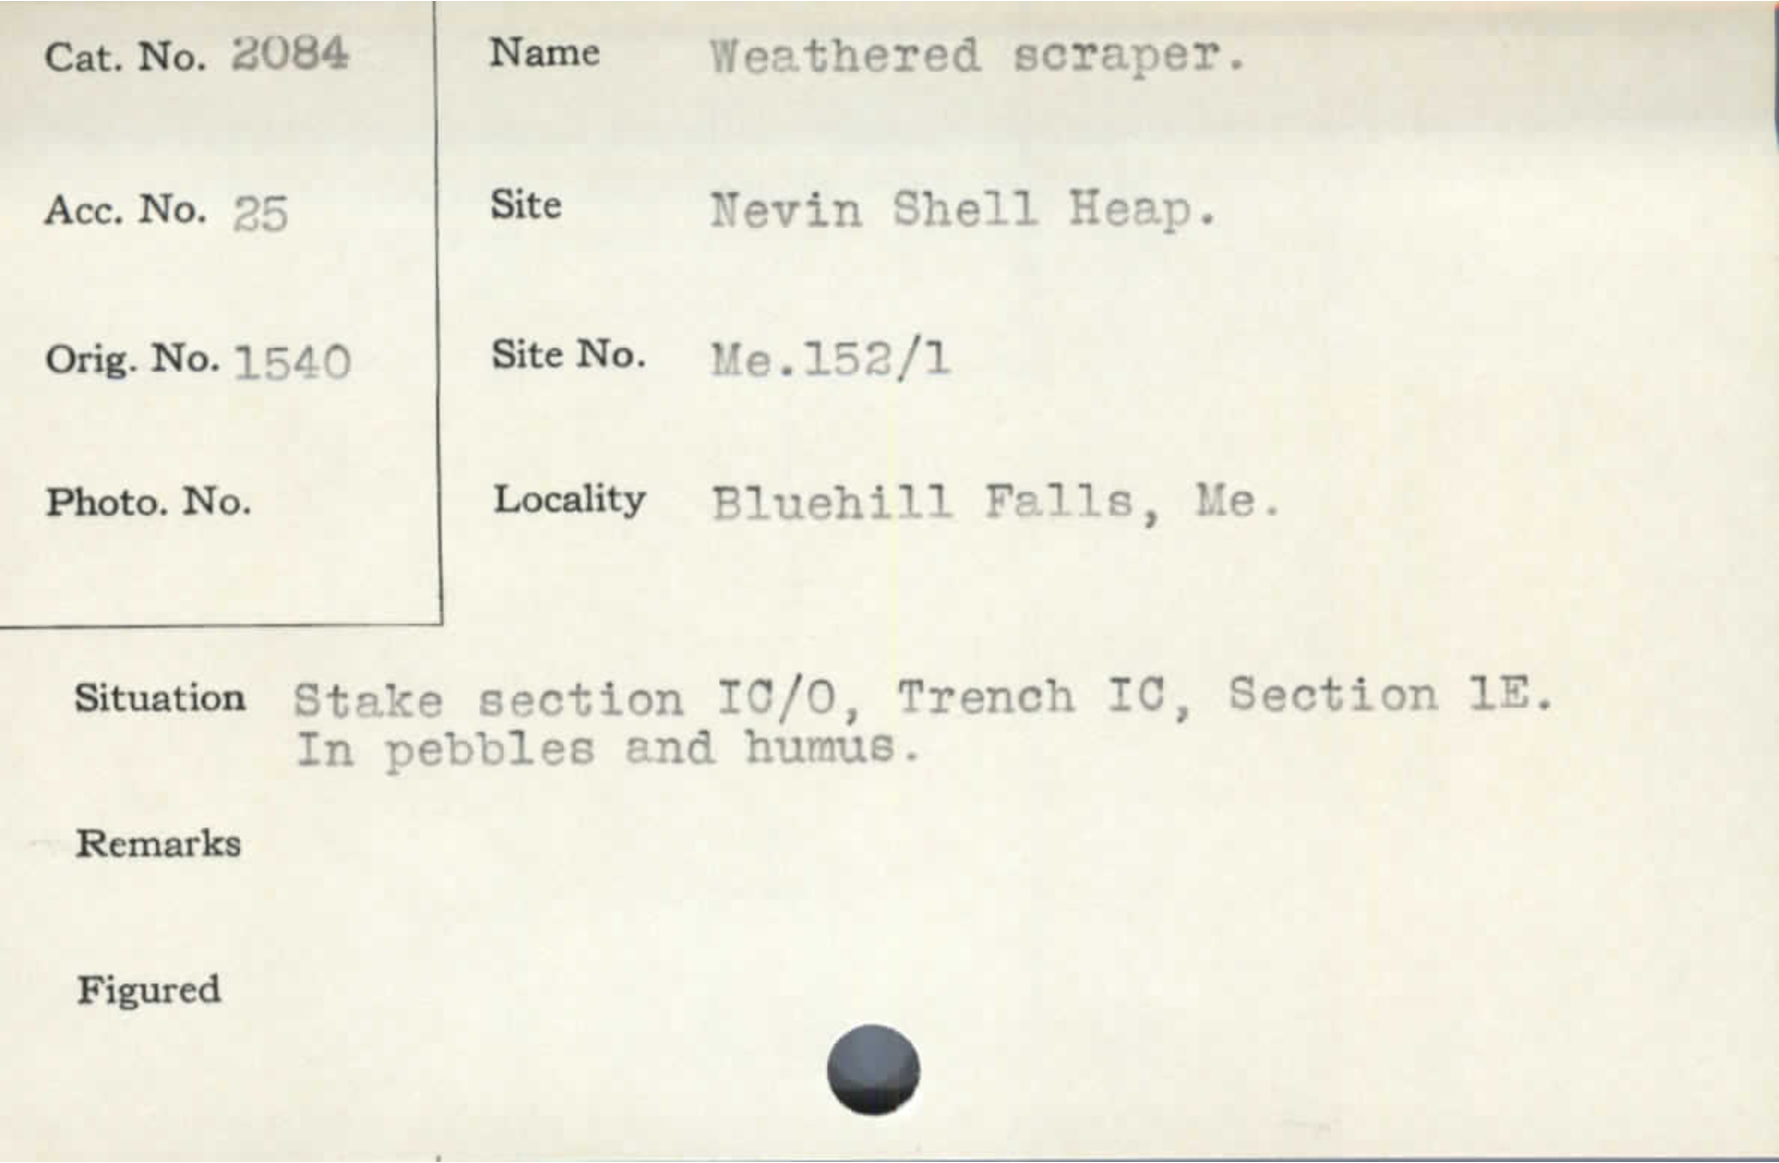 Cat. No. 2084
Name Weathered scraper.
Acc. No. 25
Site Nevin Shell Heap.
Orig. No. 1540
Site No. Me.152/1
Photo. No.
Locality Bluehill Falls, Me.
Situation Stake section IC/0, Trench IC, Section 1E.
In pebbles and humus.
Remarks
Figured